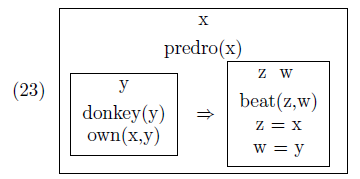 x
predro(x)
(23)
y
donkey(y)
own(x,y)
⇒
z w
beat(z,w)
z = x
w = y